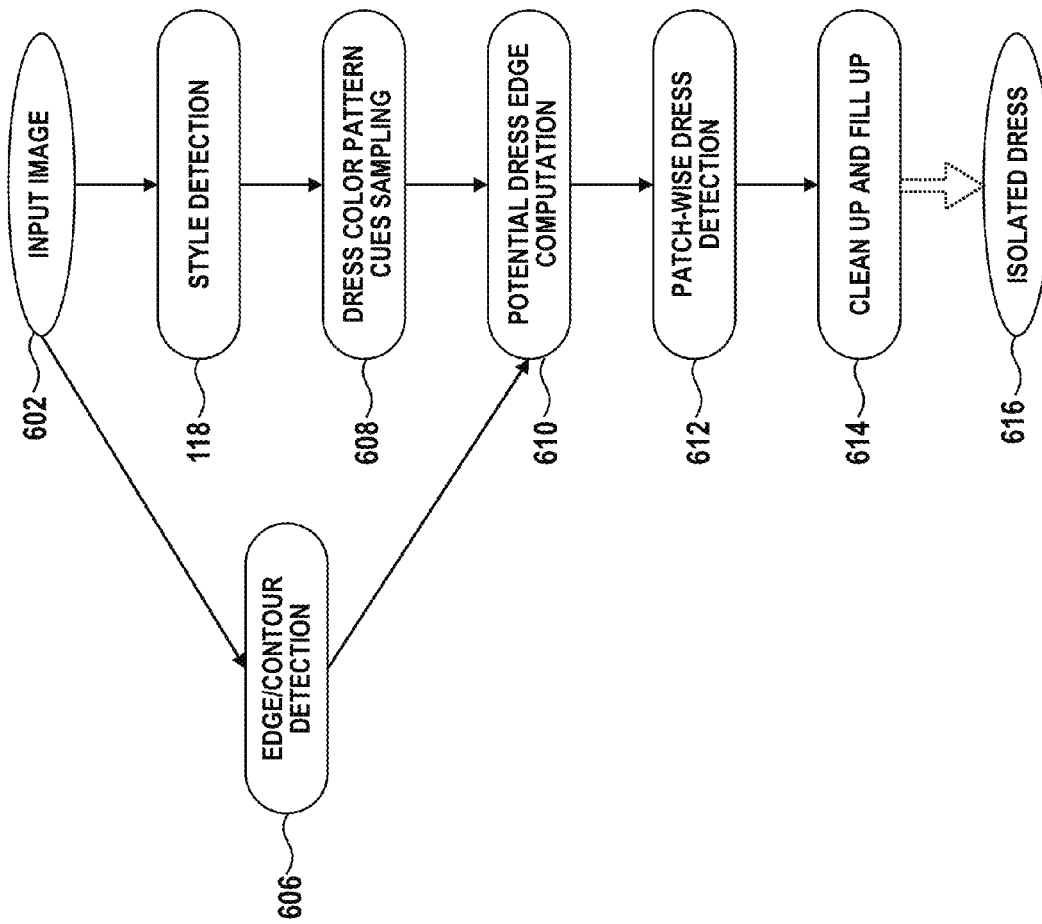 INPUT IMAGE
602
STYLE DETECTION
118
EDGE/CONTOUR
DETECTION
606
DRESS COLOR PATTERN
CUES SAMPLING
608
POTENTIAL DRESS EDGE
COMPUTATION
610
PATCH-WISE DRESS
DETECTION
612
CLEAN UP AND FILL UP
614
ISOLATED DRESS
616